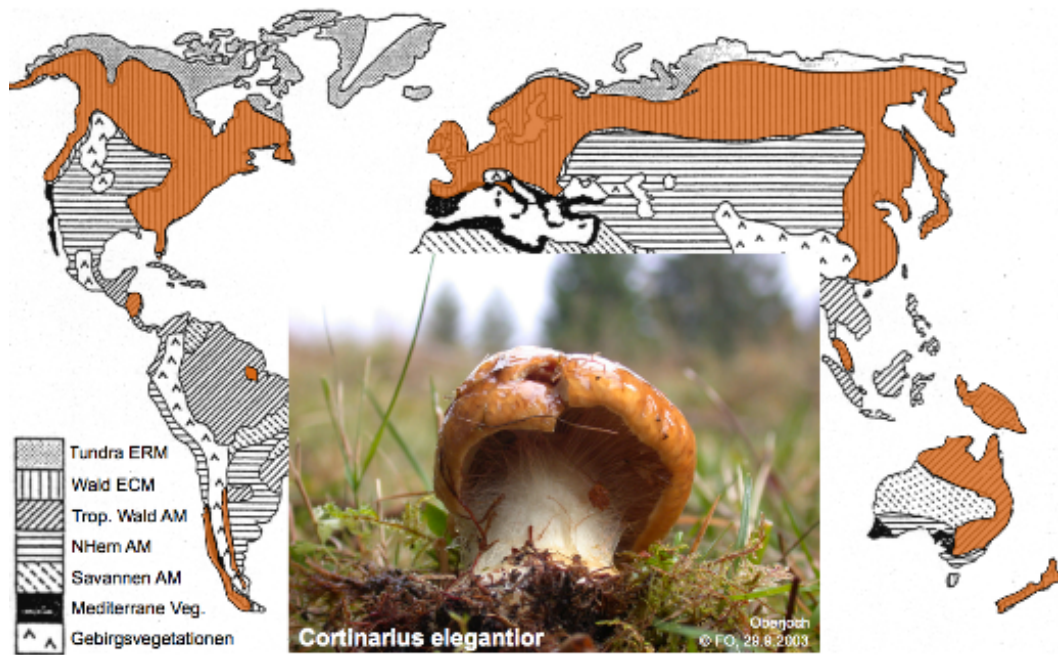 Tundra ERM
Wald ECM
Trop. Wald AM
NHem AM
Savannen AM
Mediterrane Veg.
Gebirgsvegetationen
Cortinarius elegantior
Oberjoch
© FO, 28.9.2003